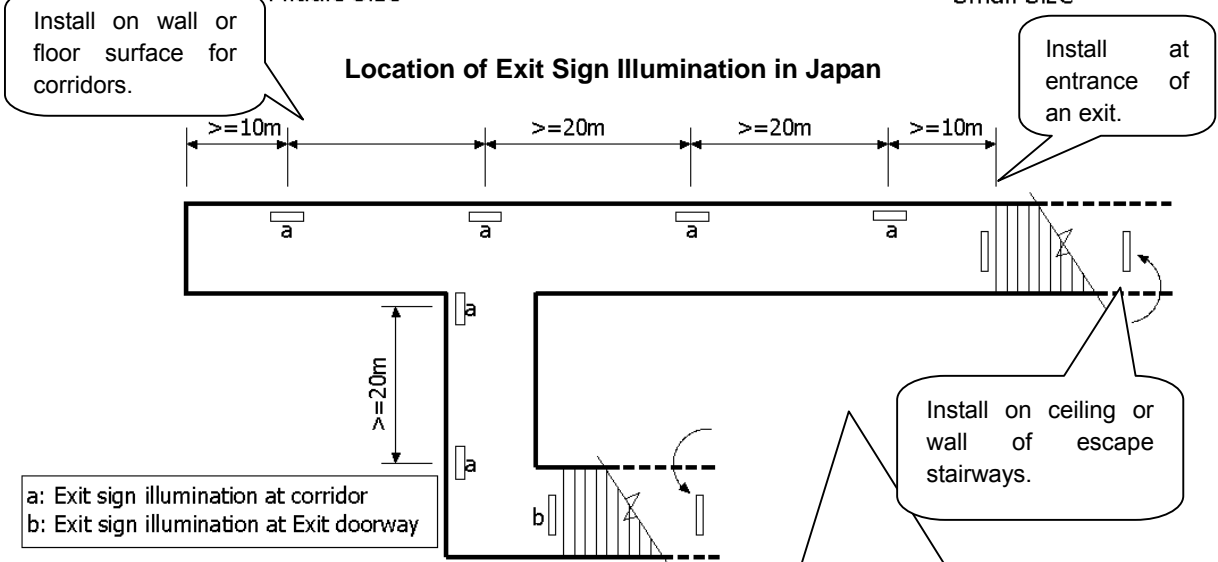 Install on wall or
floor surface for
corridors.
Location of Exit Sign Illumination in Japan
Install at
entrance of
an exit.
>=10m
>=20m
>=20m
>=10m
a
a
a
a
a
>=20m
a
Install on ceiling or
wall of escape
stairways.
a: Exit sign illumination at corridor
b: Exit sign illumination at Exit doorway
b